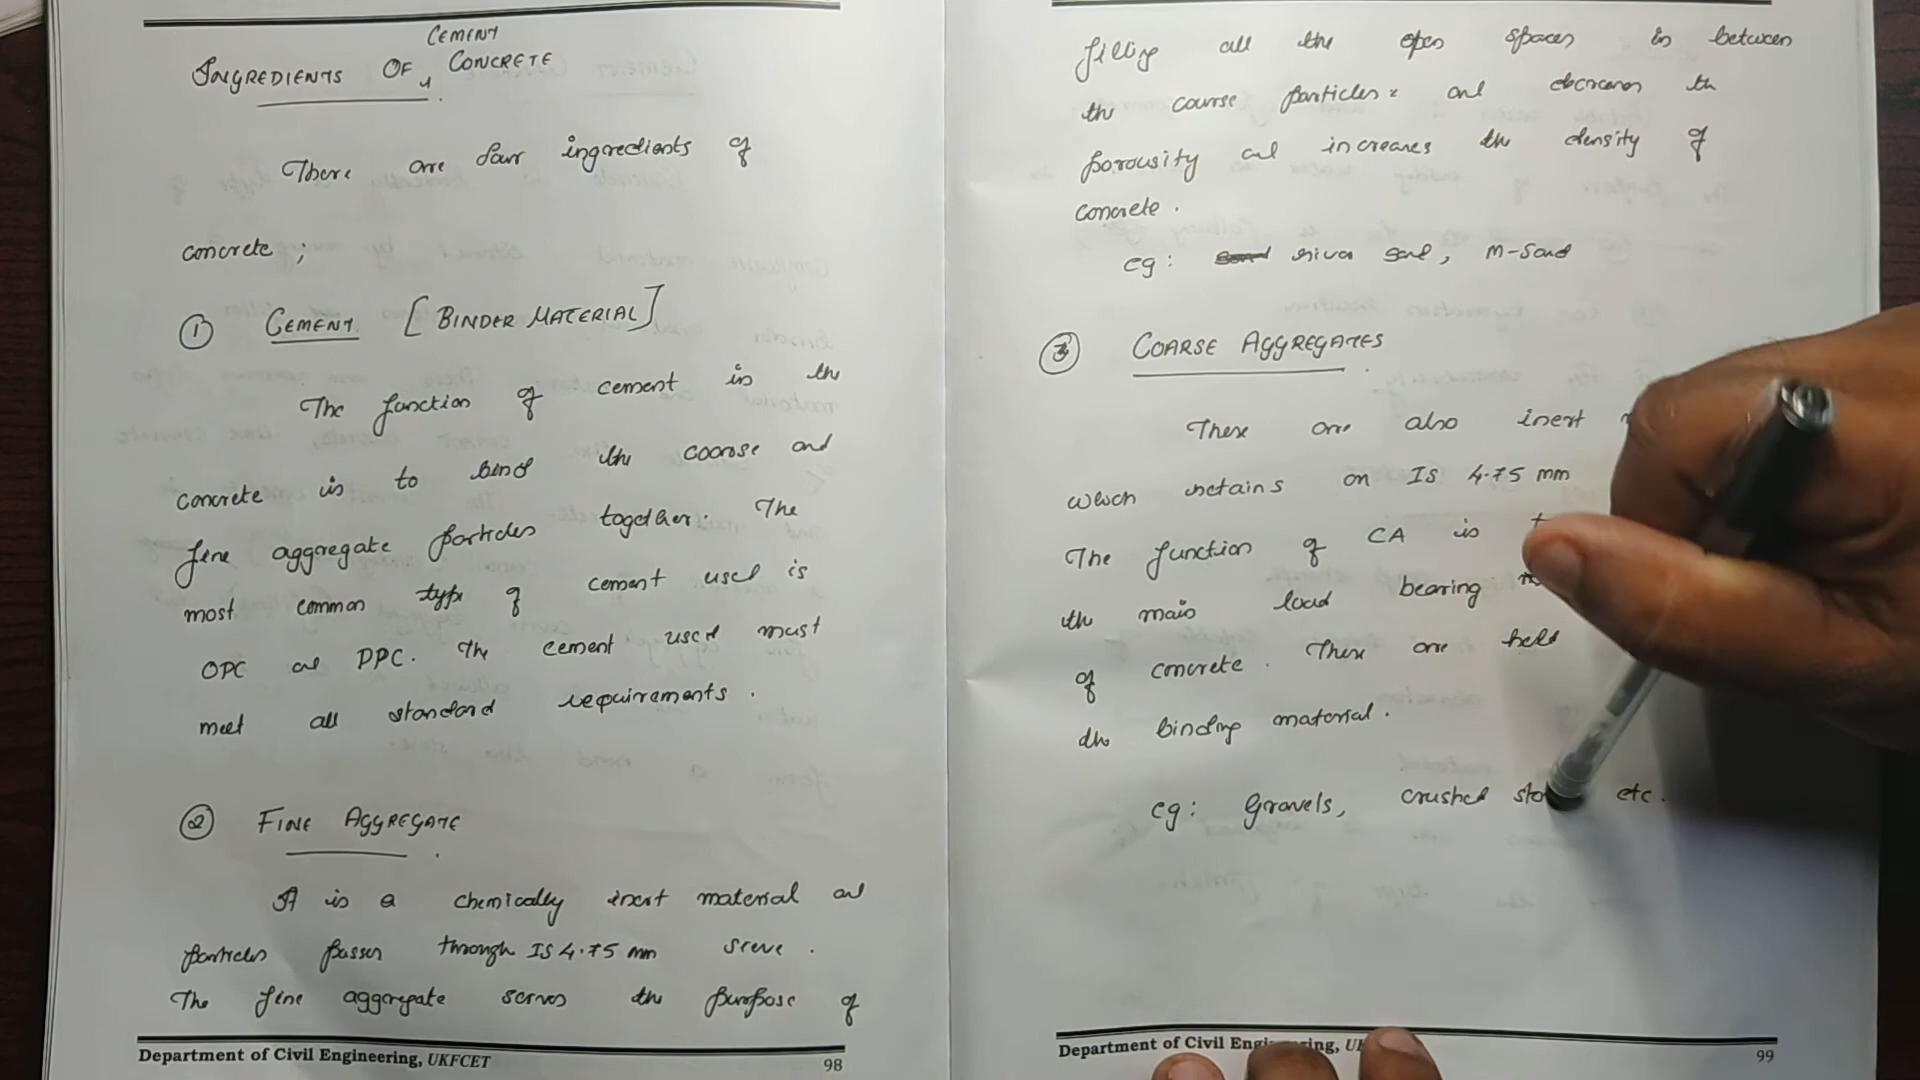 CEMENT
INGREDIENTS OF CONCRETE
There are four ingredients of
concrete ;
① CEMENT [BINDER MATERIAL]
The function of cement in the
concrete is to bind the coarse and
fine aggregate particles together. The
most common type of cement used is
OPC and PPC. The cement used must
meet all standard requirements.
② FINE AGGREGATE
It is a chemically inert material and
particles passes through IS 4.75 mm sieve.
The fine aggregate serves the purpose of
Department of Civil Engineering, UKFCET
98
filling all the open spaces in between
the course particles and decreases the
porosity and increases the density of
concrete.
eg: river sand, M-Sand
③ COARSE AGGREGATES
These are also inert
which retains on IS 4.75 mm
The function of CA is
the main load bearing
of concrete. These are held
the binding material.
eg: Gravels, crushed etc.
Department of Civil
99